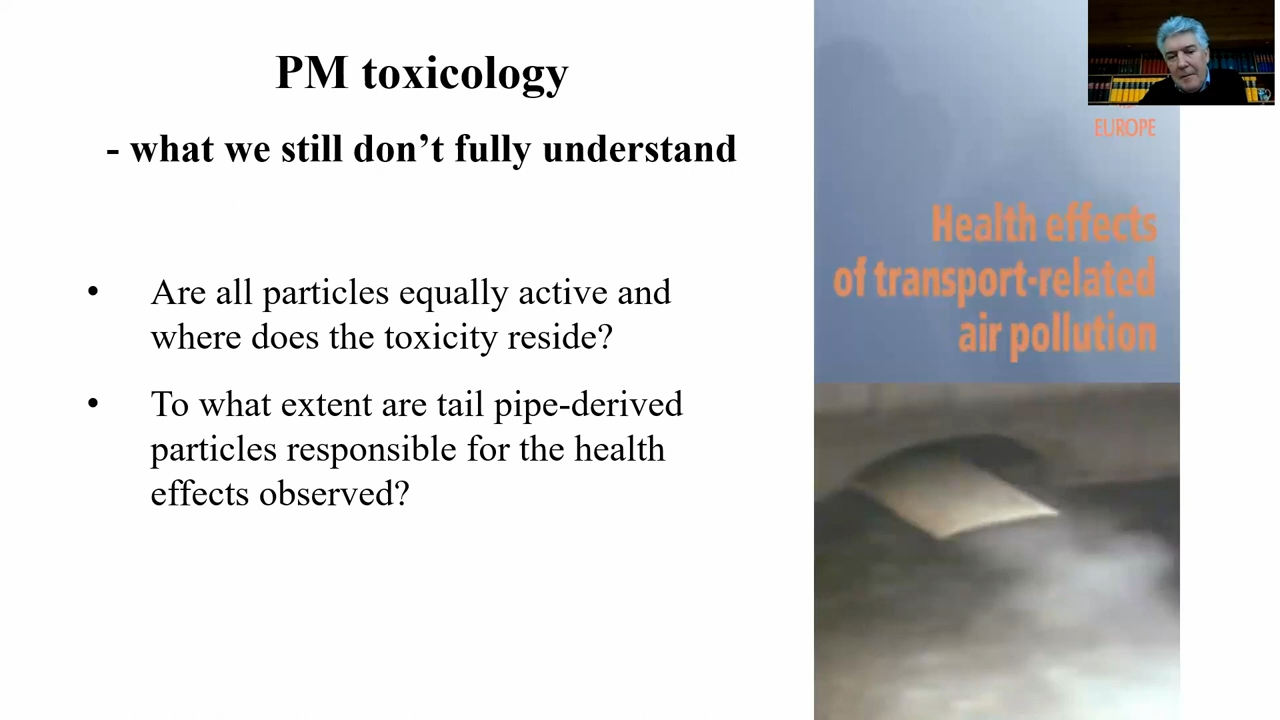 PM toxicology
- what we still don’t fully understand
• Are all particles equally active and
where does the toxicity reside?
• To what extent are tail pipe-derived
particles responsible for the health
effects observed?
EUROPE
Health effects
of transport-related
air pollution